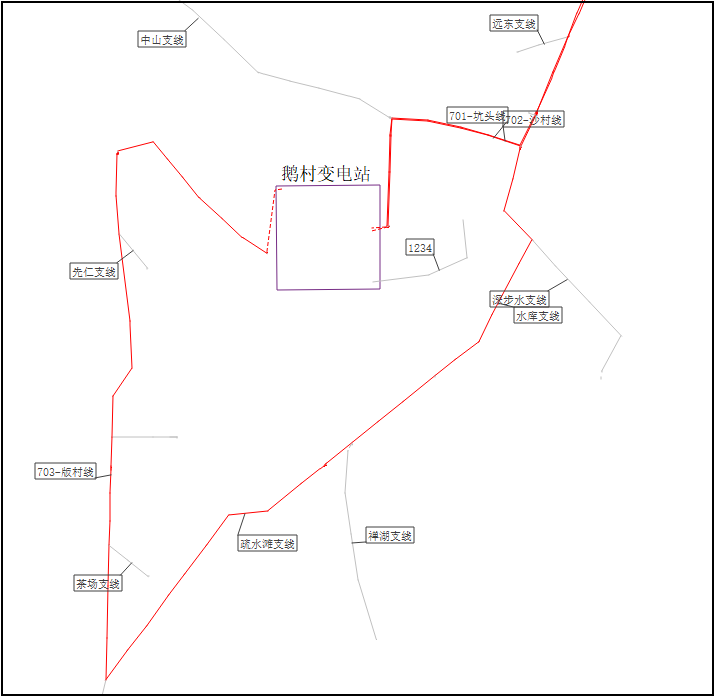 远东支线
中山支线
701-坑头线
702-沙村线
鹅村变电站
1234
先仁支线
湿步水支线
水库支线
703-版村线
疏水滩支线
禅湖支线
茶场支线